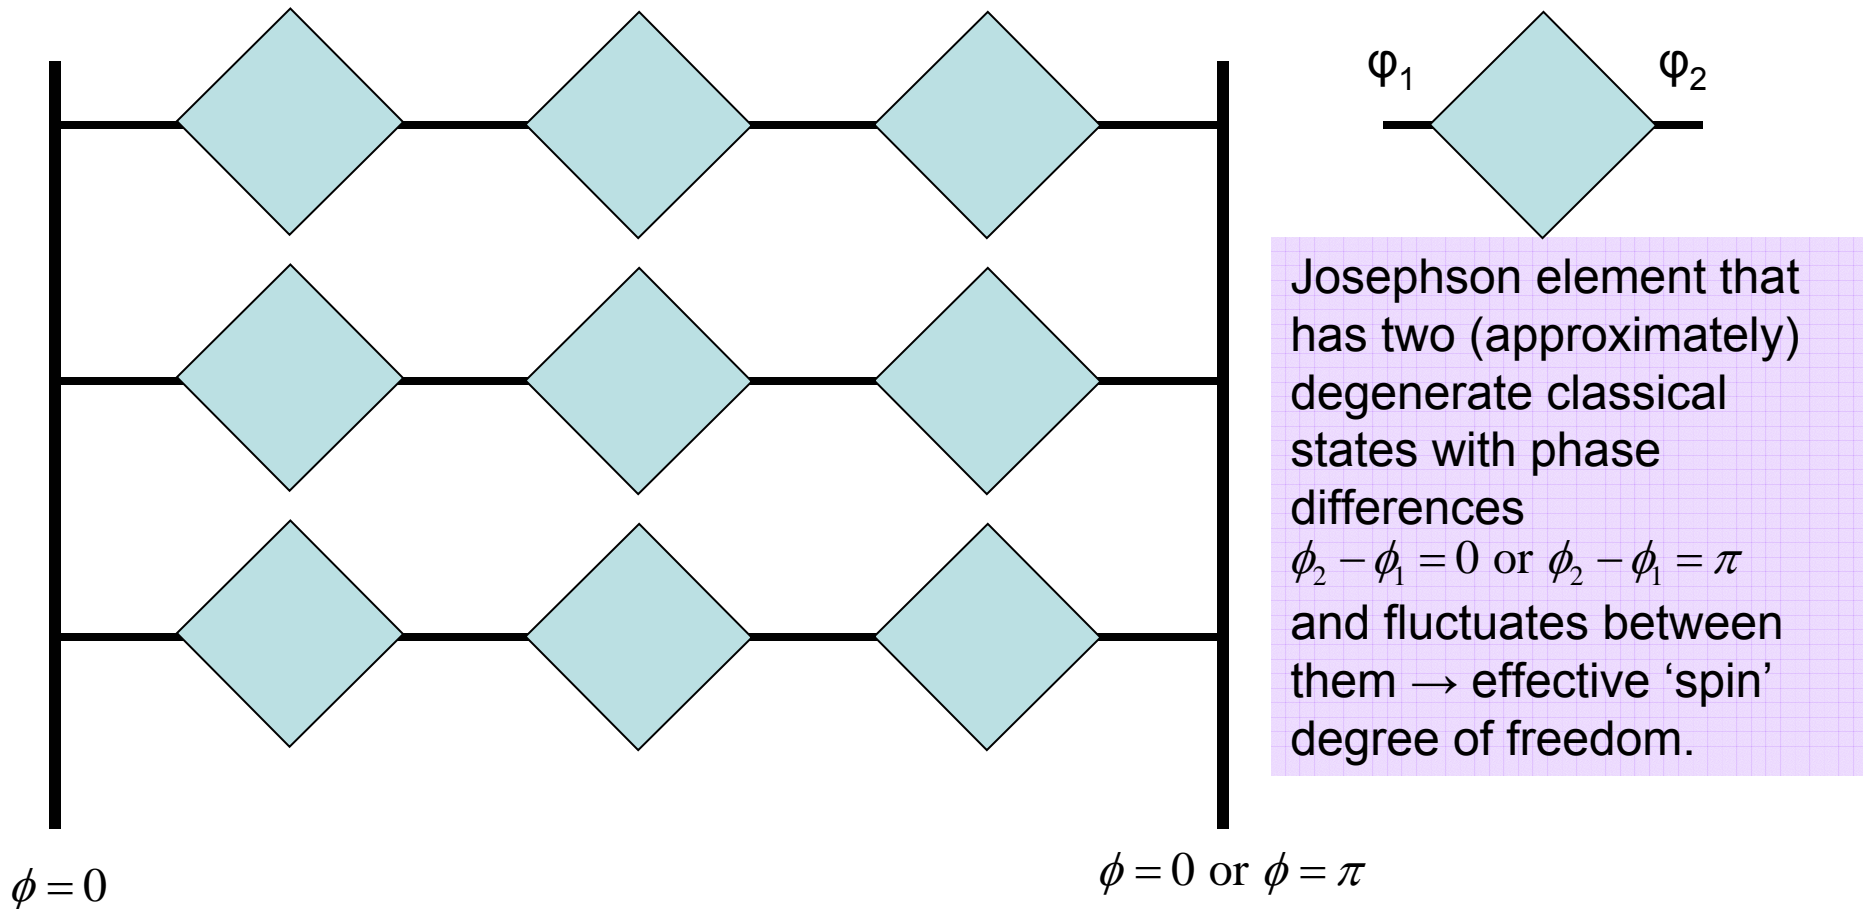 φ₁ φ₂
Josephson element that
has two (approximately)
degenerate classical
states with phase
differences
ϕ₂ − ϕ₁ = 0 or ϕ₂ − ϕ₁ = π
and fluctuates between
them → effective ‘spin’
degree of freedom.
ϕ = 0
ϕ = 0 or ϕ = π